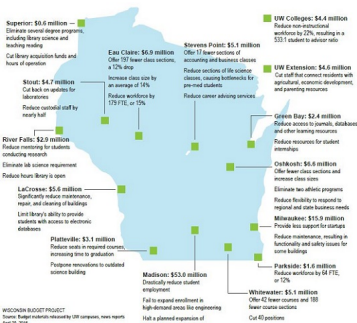 Superior: $0.6 million
Eliminate several degree programs,
including library science and
teaching reading
Cut library acquisition funds and
hours of operation
Stout: $4.7 million
Cut back on updates for
laboratories
Reduce custodial staff by
nearly half
River Falls: $2.9 million
Reduce mentoring for students
conducting research
Eliminate lab science requirement
Reduce hours library is open
LaCrosse: $5.6 million
Significantly reduce maintenance,
repair, and cleaning of buildings
Limit library's ability to provide
students with access to electronic
databases
Platteville: $3.1 million
Reduce seats in required courses,
increasing time to graduation
Postpone renovations to outdated
science building
Eau Claire: $6.9 million
Offer 197 fewer class sections,
a 12% drop
Increase class size by
an average of 14%
Reduce workforce by
179 FTE, or 15%
Stevens Point: $5.1 million
Offer 17 fewer sections of
accounting and business classes
Reduce sections of life science
classes, causing bottlenecks for
pre-med students
Reduce career advising services
Madison: $53.0 million
Drastically reduce student
employment
Fail to expand enrollment in
high-demand areas like engineering
Halt a planned expansion of
UW Colleges: $4.4 million
Reduce non-instructional
workforce by 22%, resulting in a
533:1 student to advisor ratio
UW Extension: $4.6 million
Cut staff that connect residents with
agricultural, economic development,
and parenting resources
Green Bay: $2.4 million
Reduce access to journals, databases
and other learning resources
Reduce resources for student
internships
OshKosh: $6.6 million
Offer fewer class sections and
increase class sizes
Eliminate two athletic programs
Reduce flexibility to respond to
regional and state business needs
Milwaukee: $15.9 million
Provide less support for startups
Reduce maintenance, resulting in
functionality and safety issues for
some buildings
Parkside: $1.6 million
Reduce workforce by 64 FTE,
or 12%
Whitewater: $5.1 million
Offer 42 fewer courses and 188
fewer course sections
Cut 40 positions
WISCONSIN BUDGET PROJECT
Source: Budget materials released by UW campuses, news reports